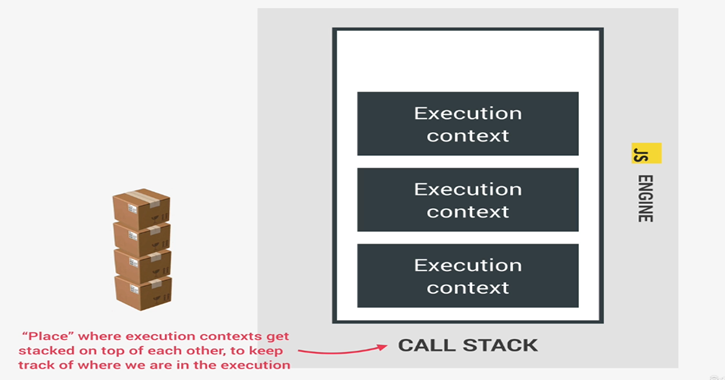 Execution
context
Execution
context
Execution
context
JS ENGINE
“Place” where execution contexts get
stacked on top of each other, to keep
track of where we are in the execution
CALL STACK